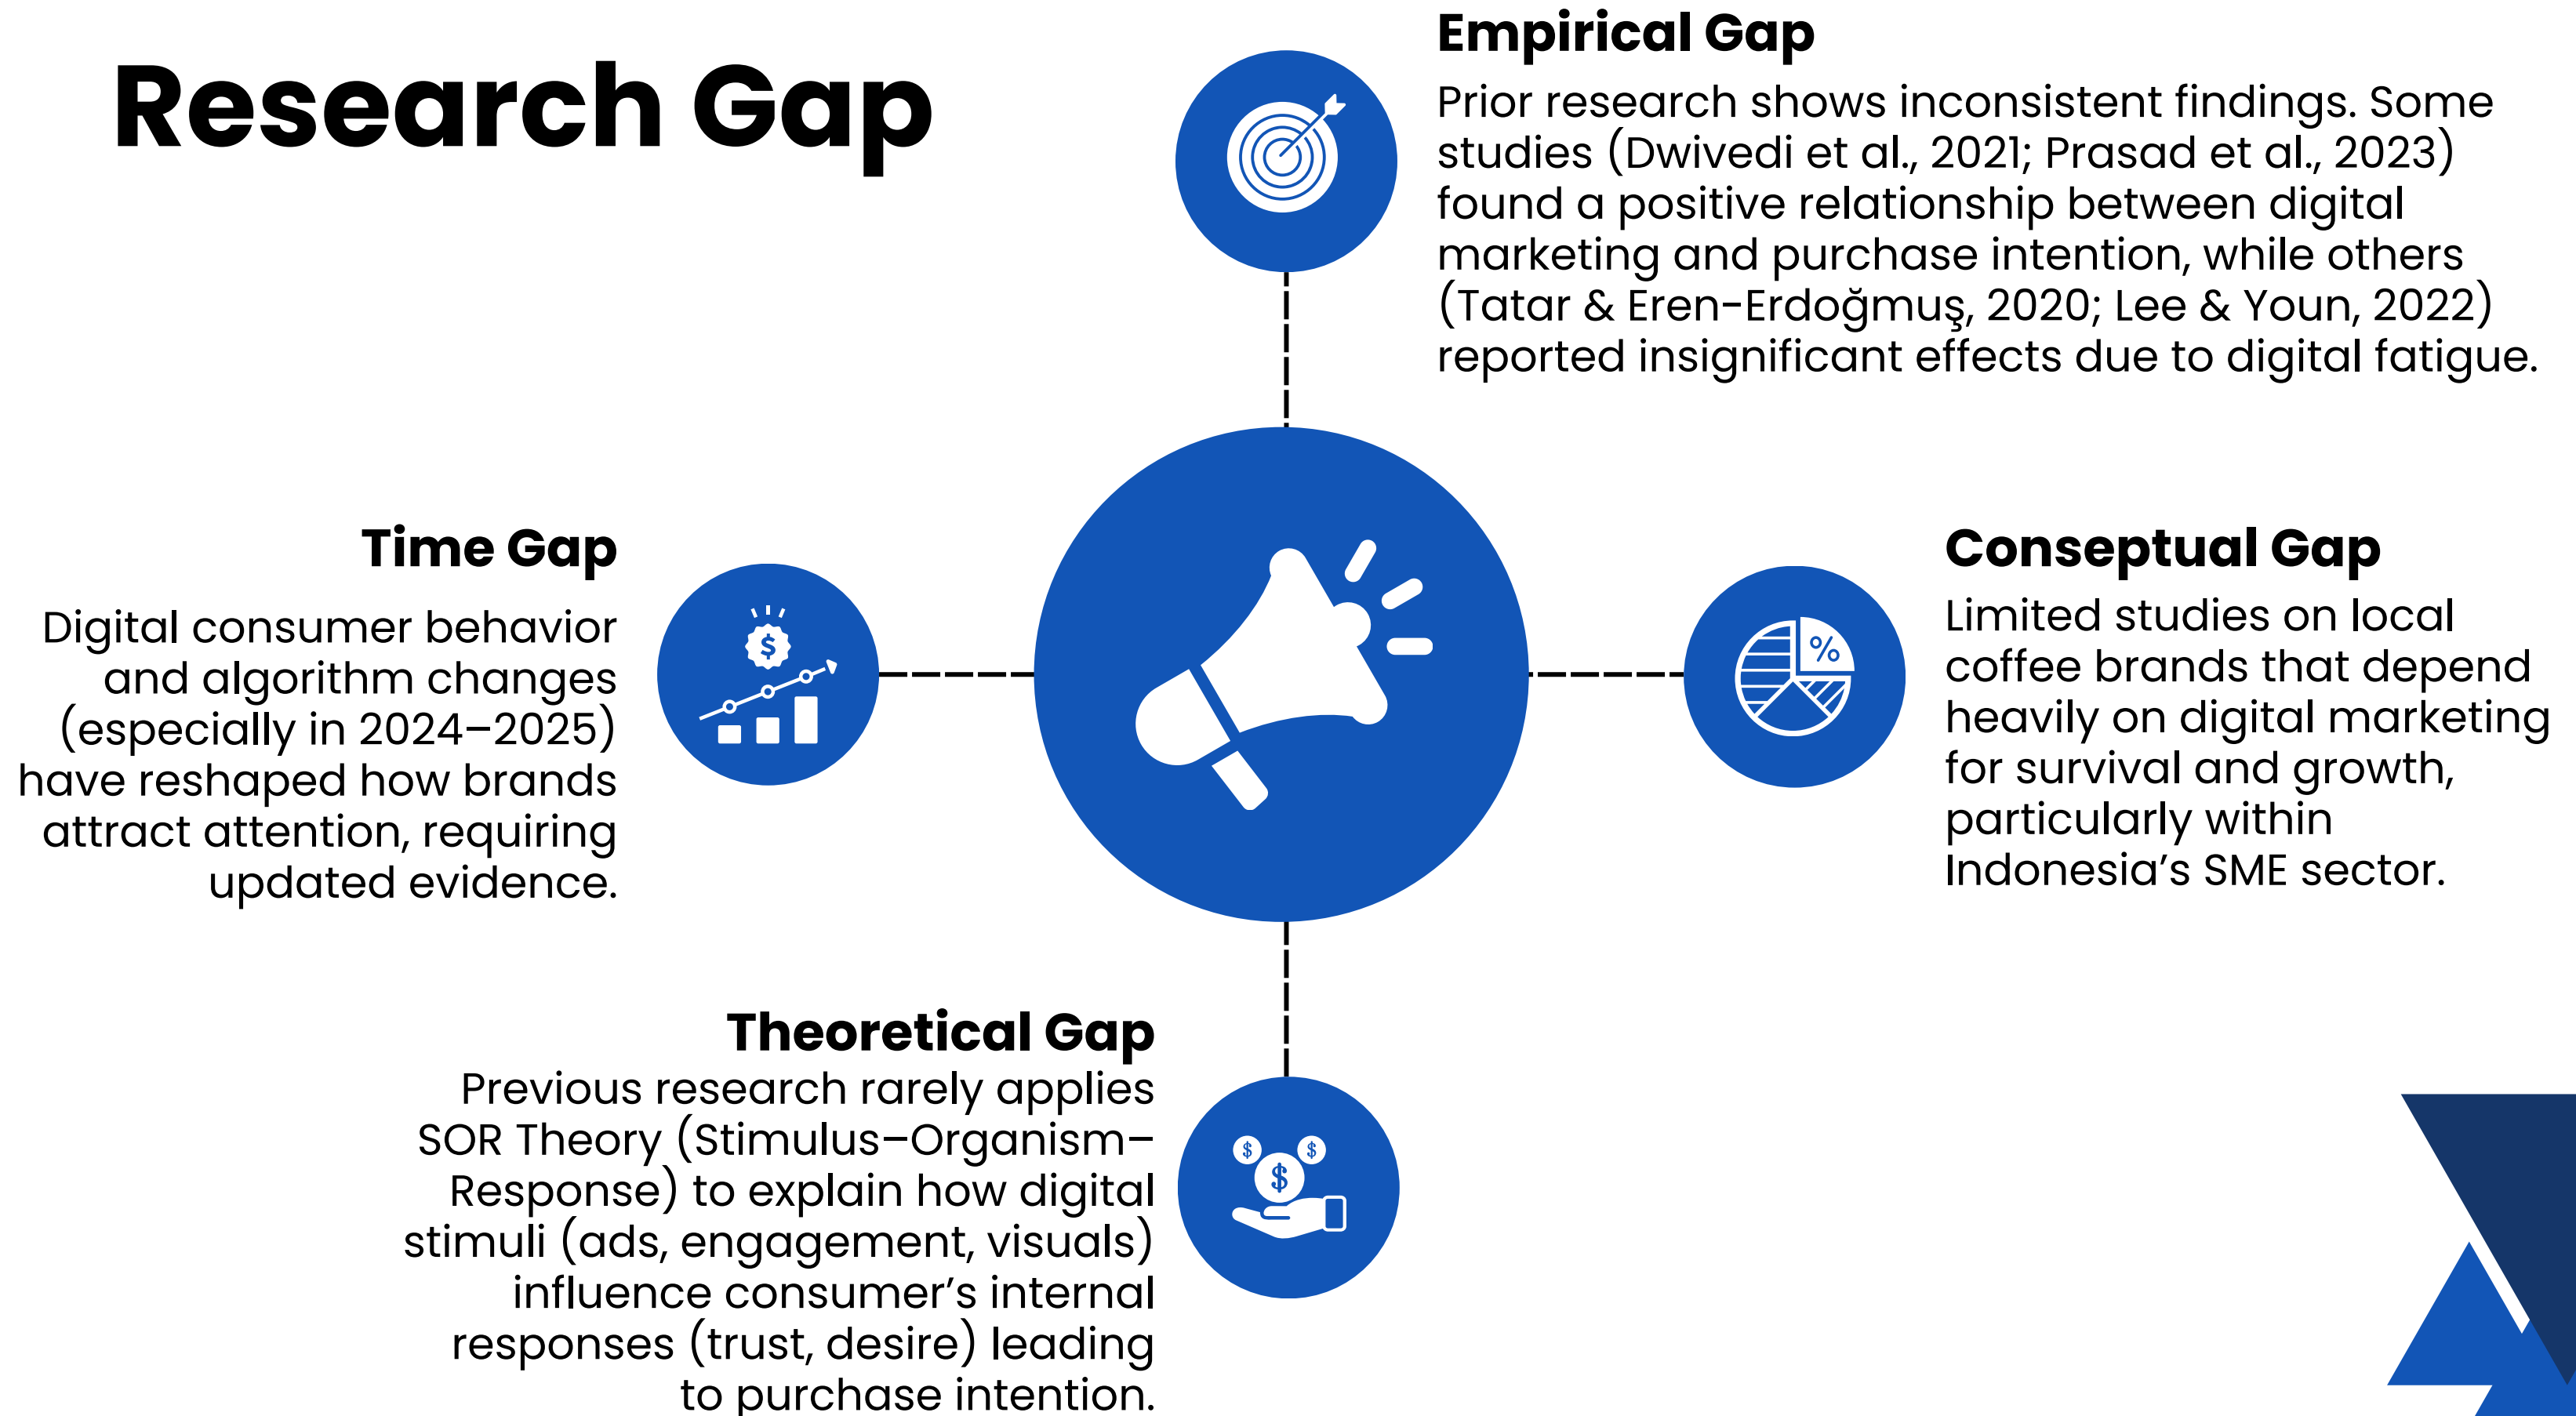 Research Gap
Empirical Gap
Prior research shows inconsistent findings. Some
studies (Dwivedi et al., 2021; Prasad et al., 2023)
found a positive relationship between digital
marketing and purchase intention, while others
(Tatar & Eren-Erdoğmuş, 2020; Lee & Youn, 2022)
reported insignificant effects due to digital fatigue.
Time Gap
Digital consumer behavior
and algorithm changes
(especially in 2024–2025)
have reshaped how brands
attract attention, requiring
updated evidence.
$
%
Conseptual Gap
Limited studies on local
coffee brands that depend
heavily on digital marketing
for survival and growth,
particularly within
Indonesia’s SME sector.
Theoretical Gap
Previous research rarely applies
SOR Theory (Stimulus–Organism–
Response) to explain how digital
stimuli (ads, engagement, visuals)
influence consumer’s internal
responses (trust, desire) leading
to purchase intention.
$ $ $